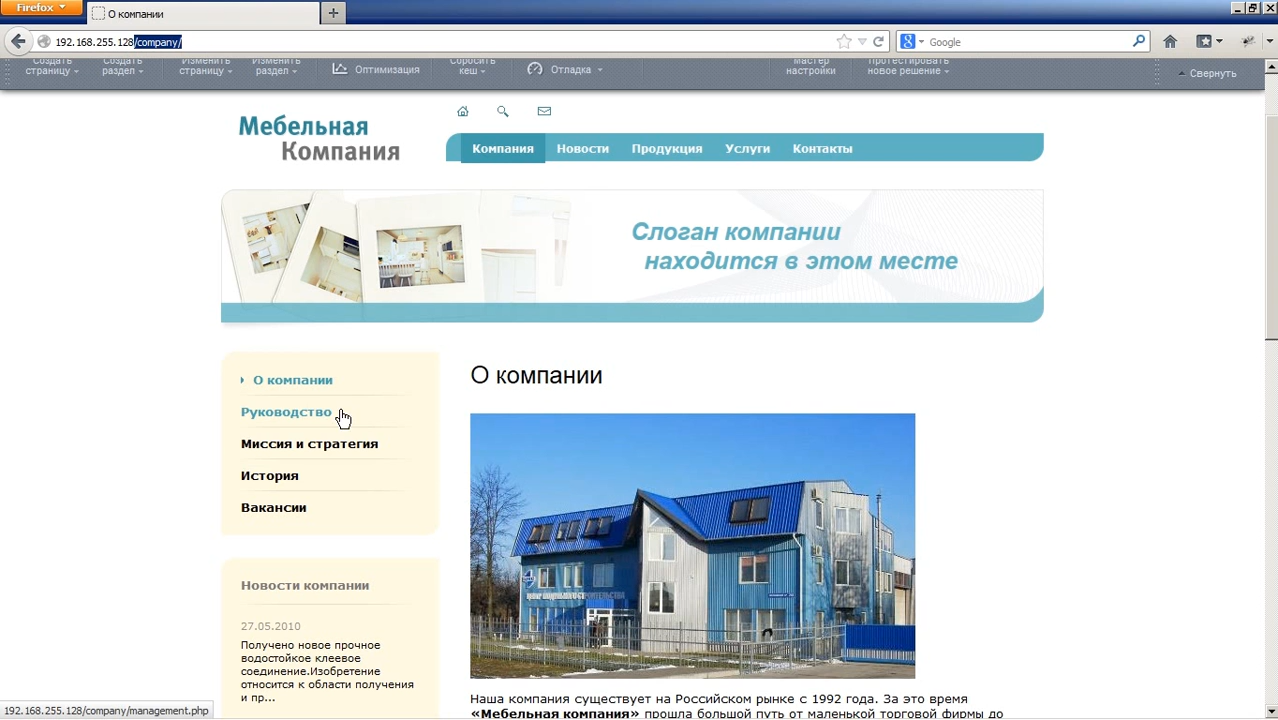 Firefox
О компании
192.168.255.128/company/
Google
Создать страницу
Создать раздел
Изменить страницу
Изменить раздел
Оптимизация
Сбросить кеш
Отладка
Мастер настройки
Протестировать новое решение
Свернуть
Мебельная
Компания
Компания Новости Продукция Услуги Контакты
Слоган компании
находится в этом месте
О компании
Руководство
Миссия и стратегия
История
Вакансии
О компании
Новости компании
27.05.2010
Получено новое прочное
водостойкое клеевое
соединение.Изобретение
относится к области получения
и пр...
Наша компания существует на Российском рынке с 1992 года. За это время
«Мебельная компания» прошла большой путь от маленькой торговой фирмы до
192.168.255.128/company/management.php